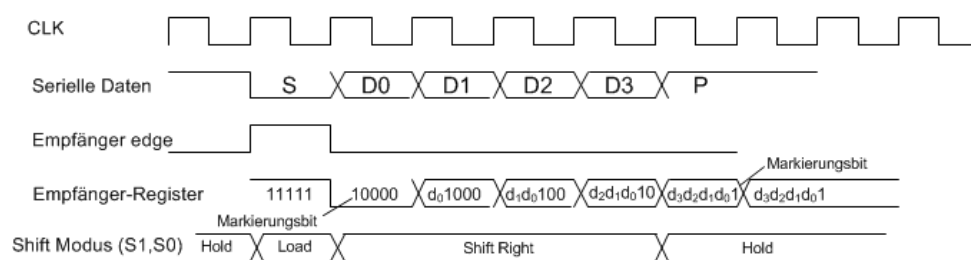 CLK
Serielle Daten S D0 D1 D2 D3 P
Empfänger edge
Markierungsbit
Empfänger-Register 11111 10000 d₀1000 d₁d₀100 d₂d₁d₀10 d₃d₂d₁d₀1 d₃d₂d₁d₀1
Markierungsbit
Shift Modus (S1,S0) Hold Load Shift Right Hold